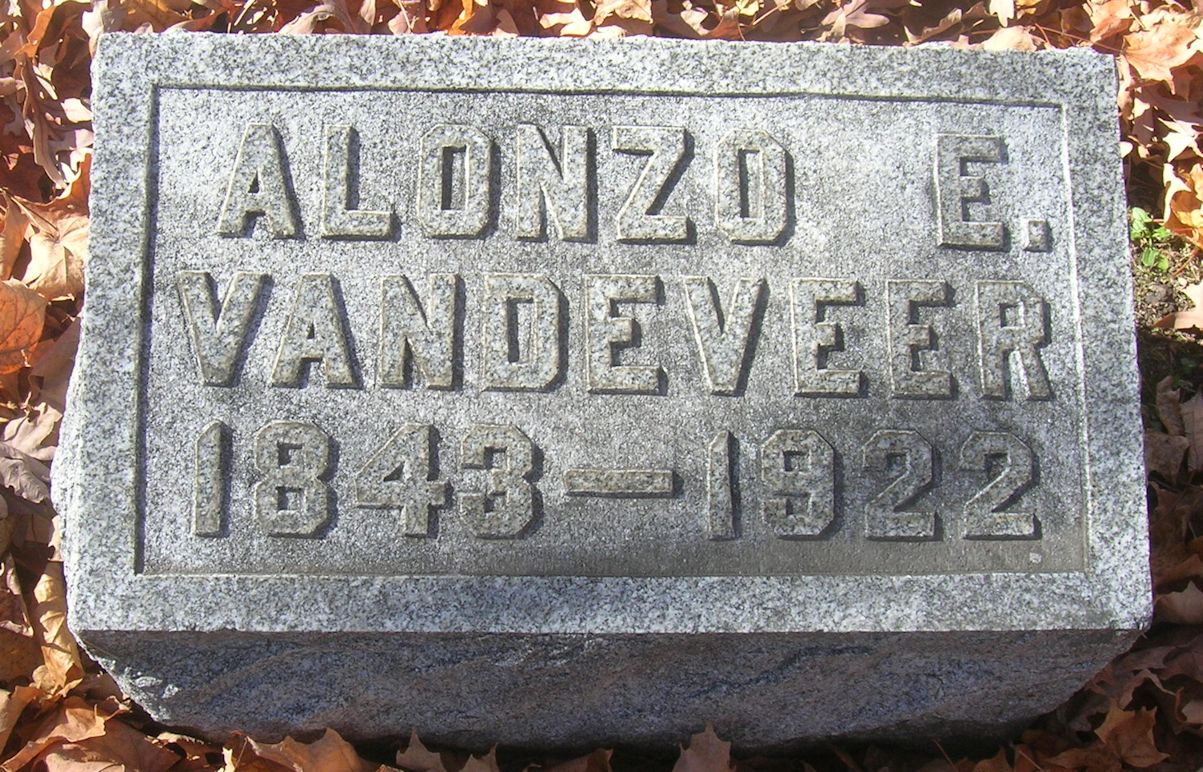 ALONZO E.
VANDEVEER
1843—1922